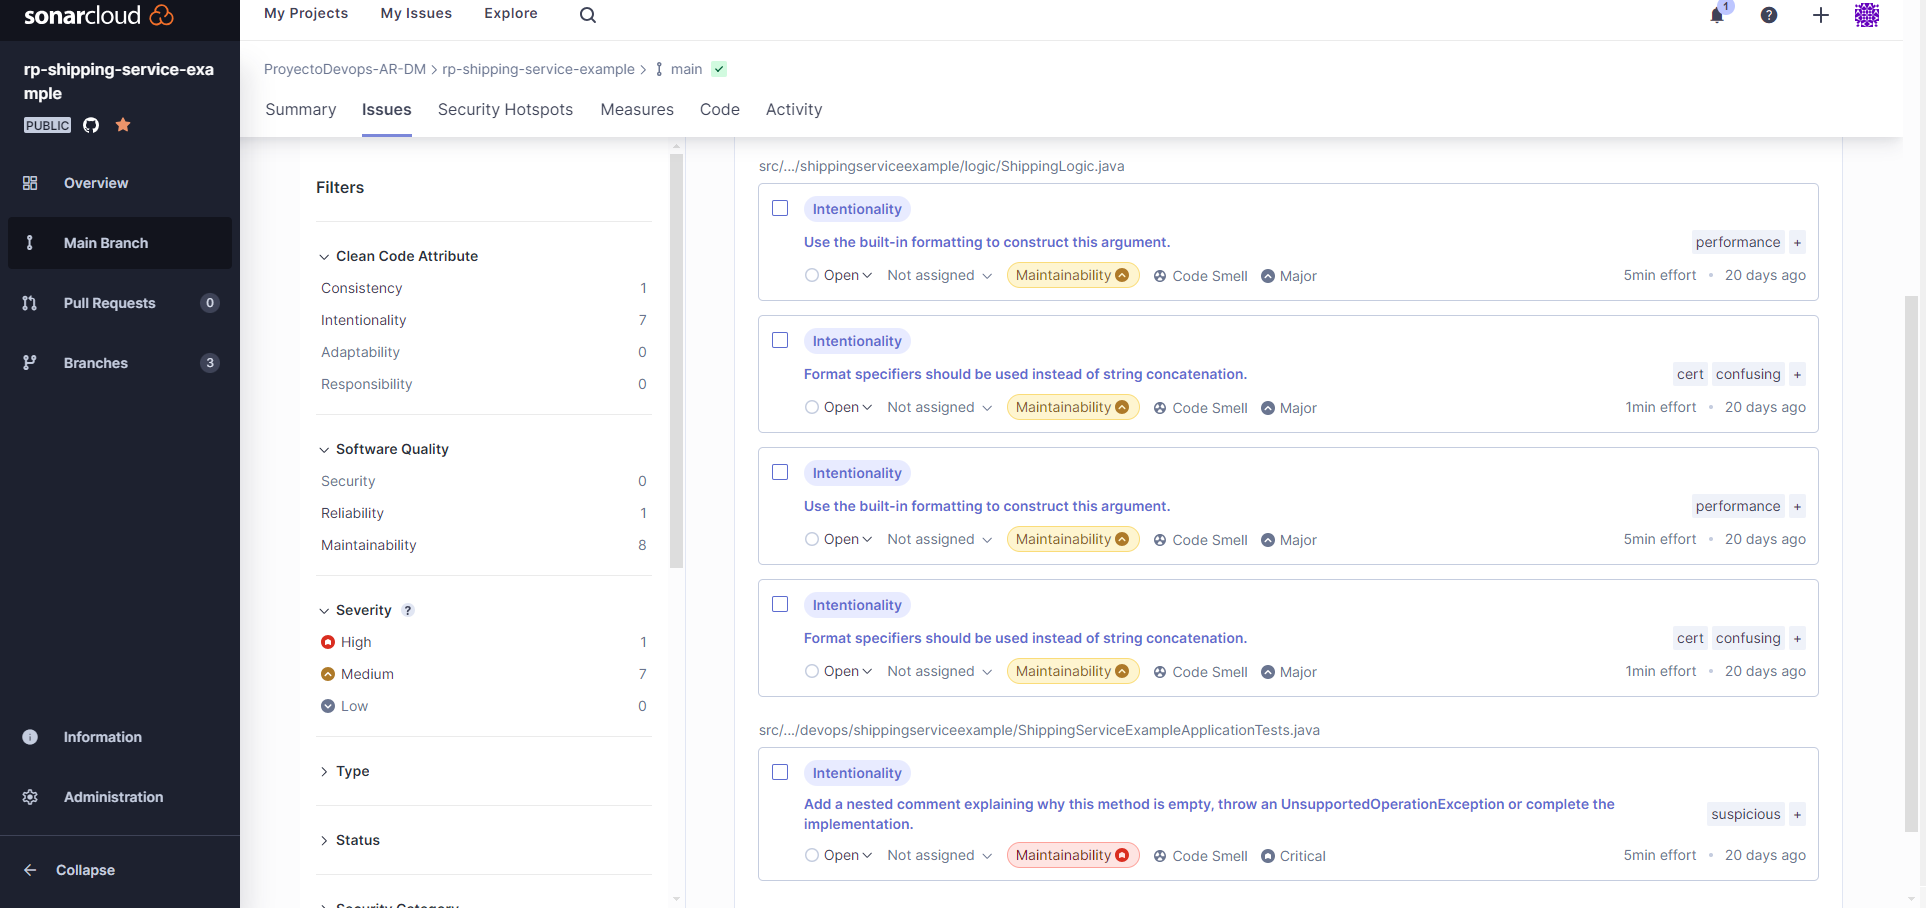 sonarcloud
My Projects My Issues Explore
1
rp-shipping-service-exa
mple
PUBLIC
Overview
Main Branch
Pull Requests 0
Branches 3
Information
Administration
Collapse
ProyectoDevops-AR-DM > rp-shipping-service-example > main
Summary Issues Security Hotspots Measures Code Activity
Filters
Clean Code Attribute
Consistency 1
Intentionality 7
Adaptability 0
Responsibility 0
Software Quality
Security 0
Reliability 1
Maintainability 8
Severity ?
High 1
Medium 7
Low 0
Type
Status
Security Category
src/.../shippingserviceexample/logic/ShippingLogic.java
Intentionality
Use the built-in formatting to construct this argument. performance +
Open Not assigned Maintainability Code Smell Major 5min effort • 20 days ago
Intentionality
Format specifiers should be used instead of string concatenation. cert confusing +
Open Not assigned Maintainability Code Smell Major 1min effort • 20 days ago
Intentionality
Use the built-in formatting to construct this argument. performance +
Open Not assigned Maintainability Code Smell Major 5min effort • 20 days ago
Intentionality
Format specifiers should be used instead of string concatenation. cert confusing +
Open Not assigned Maintainability Code Smell Major 1min effort • 20 days ago
src/.../devops/shippingserviceexample/ShippingServiceExampleApplicationTests.java
Intentionality
Add a nested comment explaining why this method is empty, throw an UnsupportedOperationException or complete the
implementation. suspicious +
Open Not assigned Maintainability Code Smell Critical 5min effort • 20 days ago